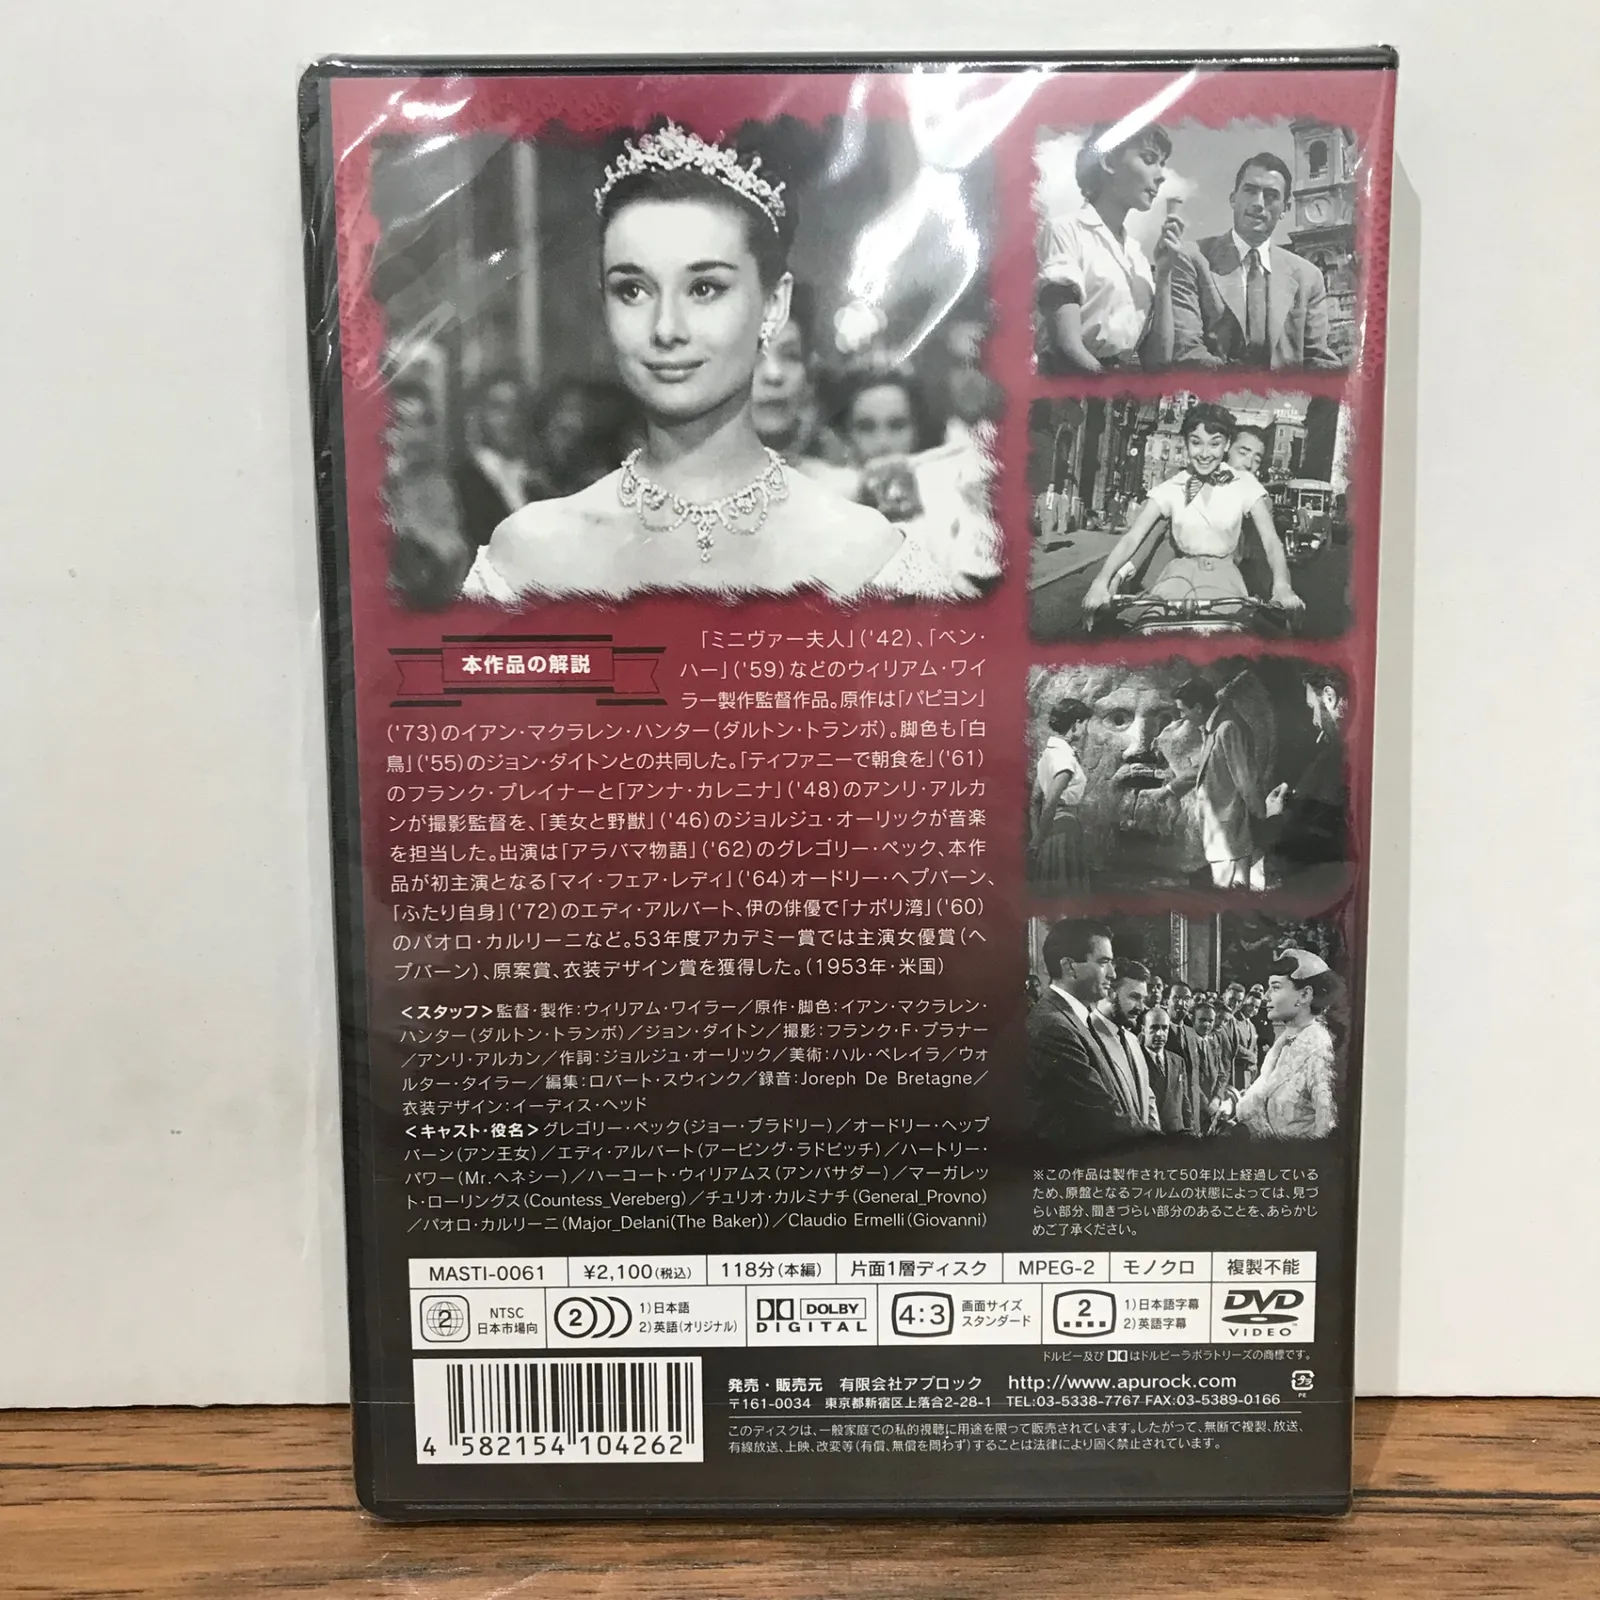 本作品の解説
「ミニヴァー夫人」('42)、「ベン・
ハー」('59)などのウィリアム・ワイ
ラー製作監督作品。原作は「パピヨン」
('73)のイアン・マクラレン・ハンター(ダルトン・トランボ)。脚色も「白
鳥」('55)のジョン・ダイトンとの共同した。「ティファニーで朝食を」('61)
のフランク・プレイナーと「アンナ・カレニナ」('48)のアンリ・アルカ
ンが撮影監督を、「美女と野獣」('46)のジョルジュ・オーリックが音楽
を担当した。出演は「アラバマ物語」('62)のグレゴリー・ペック、本作
品が初主演となる「マイ・フェア・レディ」('64)オードリー・ヘプバーン、
「ふたり自身」('72)のエディ・アルバート、伊の俳優で「ナポリ湾」('60)
のパオロ・カルリーニなど。53年度アカデミー賞では主演女優賞(ヘ
プバーン)、原案賞、衣装デザイン賞を獲得した。(1953年・米国)
<スタッフ>監督・製作:ウィリアム・ワイラー/原作・脚色:イアン・マクラレン・
ハンター(ダルトン・トランボ)/ジョン・ダイトン/撮影:フランク・F・プラナー
/アンリ・アルカン/作詞:ジョルジュ・オーリック/美術:ハル・ペレイラ/ウォ
ルター・タイラー/編集:ロバート・スウィンク/録音:Joreph De Bretagne/
衣装デザイン:イーディス・ヘッド
<キャスト・役名>グレゴリー・ペック(ジョー・ブラドリー)/オードリー・ヘップ
バーン(アン王女)/エディ・アルバート(アービング・ラドビッチ)/ハートリー・
パワー(Mr.ヘネシー)/ハーコート・ウィリアムス(アンバサダー)/マーガレッ
ト・ローリングス(Countess_Vereberg)/チュリオ・カルミナチ(General_Provno)
/パオロ・カルリーニ(Major_Delani(The Baker))/Claudio Ermelli(Giovanni)
※この作品は製作されて50年以上経過している
ため、原盤となるフィルムの状態によっては、見づ
らい部分、聞きづらい部分のあることを、あらかじ
めご了承ください。
MASTI-0061 ¥2,100(税込) 118分(本編) 片面1層ディスク MPEG-2 モノクロ 複製不能
2 NTSC 日本市場向
2 1)日本語 2)英語(オリジナル)
DOLBY DIGITAL
4:3 画面サイズ スタンダード
2 1)日本語字幕 2)英語字幕
DVD VIDEO
ドルビー及びDDはドルビーラボラトリーズの商標です。
4 582154 104262
発売・販売元 有限会社アプロック http://www.apurock.com
〒161-0034 東京都新宿区上落合2-28-1 TEL:03-5338-7767 FAX:03-5389-0166
プラ PE
このディスクは、一般家庭での私的視聴に用途を限って販売されています。したがって、無断で複製、放送、
有線放送、上映、改変等(有償、無償を問わず)することは法律により固く禁止されています。